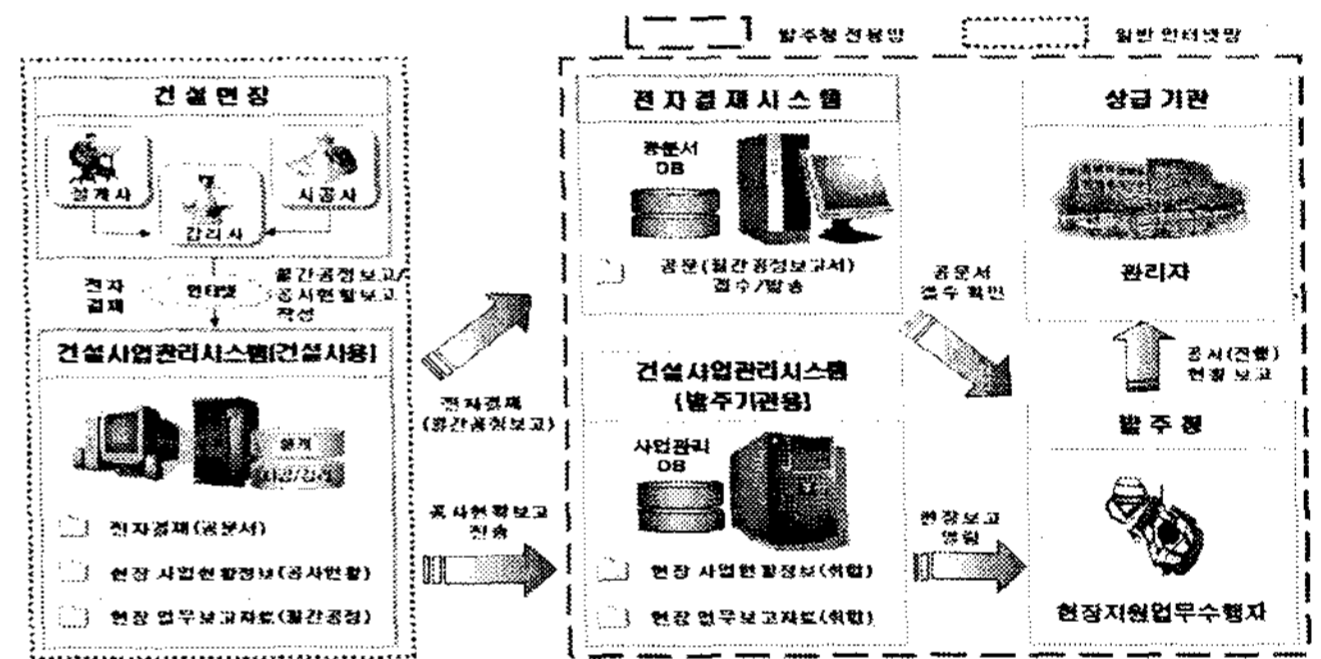 발주청 전용망
일반 인터넷망
건설현장
설계사
시공사
감리사
전자
결재
인터넷
월간공정보고/
공사현황보고
작성
건설사업관리시스템(건설사용)
설계
시공/감리
전자결재(공문서)
현장 사업현황정보(공사현황)
현장 업무보고자료(월간공정)
전자결재
(월간공정보고)
공사현황보고
전송
전자결재시스템
공문서
DB
공문(월간공정보고서)
접수/발송
건설사업관리시스템
(발주기관용)
사업관리
DB
현장 사업현황정보(취합)
현장 업무보고자료(취합)
공문서
접수 확인
현장보고
열람
상급기관
관리자
공사(진행)
현황 보고
발주청
현장지원업무수행자